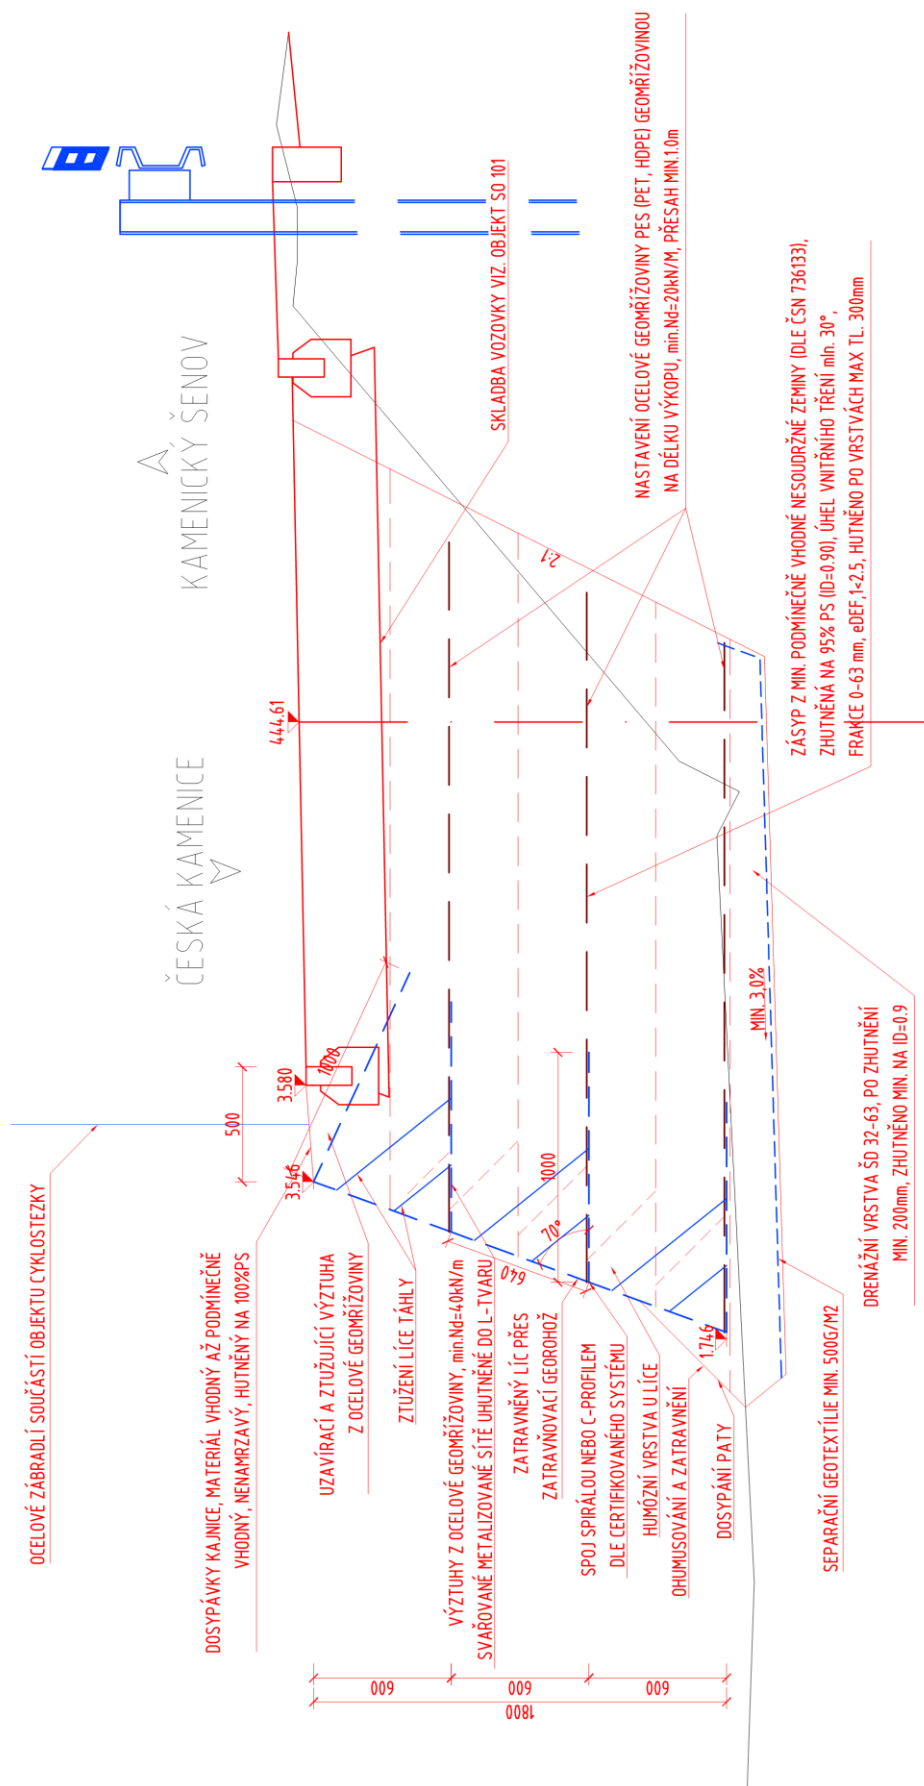 OCELOVÉ ZÁBRADLÍ SOUČÁSTÍ OBJEKTU CYKLOSTEZKY
DOSYPÁVKY KRAJNICE, MATERIÁL VHODNÝ AŽ PODMÍNEČNĚ
VHODNÝ, NENAMRZAVÝ, HUTNĚNÝ NA 100%PS
UZAVÍRACÍ A ZTUŽUJÍCÍ VÝZTUHA
Z OCELOVÉ GEOMŘÍŽOVINY
ZTUŽENÍ LÍCE TÁHLY
VÝZTUHY Z OCELOVÉ GEOMŘÍŽOVINY, min.Nd=40kN/m
SVAŘOVANÉ METALIZOVANÉ SÍTĚ UHUTNĚNÉ DO L-TVARU
ZATRAVNĚNÝ LÍC PŘES
ZATRAVŇOVACÍ GEOROHOŽ
SPOJ SPIRÁLOU NEBO C-PROFILEM
DLE CERTIFIKOVANÉHO SYSTÉMU
HUMÓZNÍ VRSTVA U LÍCE
OHUMUSOVÁNÍ A ZATRAVNĚNÍ
DOSYPÁNÍ PATY
SEPARAČNÍ GEOTEXTÍLIE MIN. 500G/M2
600
600
600
1800
ČESKÁ KAMENICE
KAMENICKÝ ŠENOV
500
3.546
3.580
1000
444.61
640
70°
1000
1.746
MIN. 3,0%
2:1
SKLADBA VOZOVKY VIZ. OBJEKT SO 101
NASTAVENÍ OCELOVÉ GEOMŘÍŽOVINY PES (PET, HDPE) GEOMŘÍŽOVINOU
NA DÉLKU VÝKOPU, min.Nd=20kN/M, PŘESAH MIN.1.0m
ZÁSYP Z MIN. PODMÍNEČNĚ VHODNÉ NESOUDRŽNÉ ZEMINY (DLE ČSN 736133),
ZHUTNĚNÁ NA 95% PS (ID=0.90), ÚHEL VNITŘNÍHO TŘENÍ min. 30°,
FRAKCE 0-63 mm, eDEF,1<2.5, HUTNĚNO PO VRSTVÁCH MAX TL. 300mm
DRENÁŽNÍ VRSTVA ŠD 32-63, PO ZHUTNĚNÍ
MIN. 200mm, ZHUTNĚNO MIN. NA ID=0.9